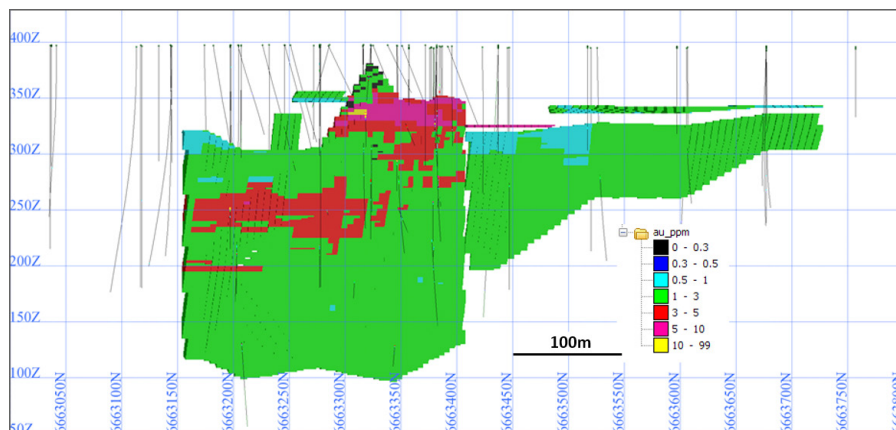 400Z
350Z
300Z
250Z
200Z
150Z
100Z
50Z
au_ppm
0 - 0.3
0.3 - 0.5
0.5 - 1
1 - 3
3 - 5
5 - 10
10 - 99
100m
6663050N
6663100N
6663150N
6663200N
6663250N
6663300N
6663350N
6663400N
6663450N
6663500N
6663550N
6663600N
6663650N
6663700N
6663750N
6663800N